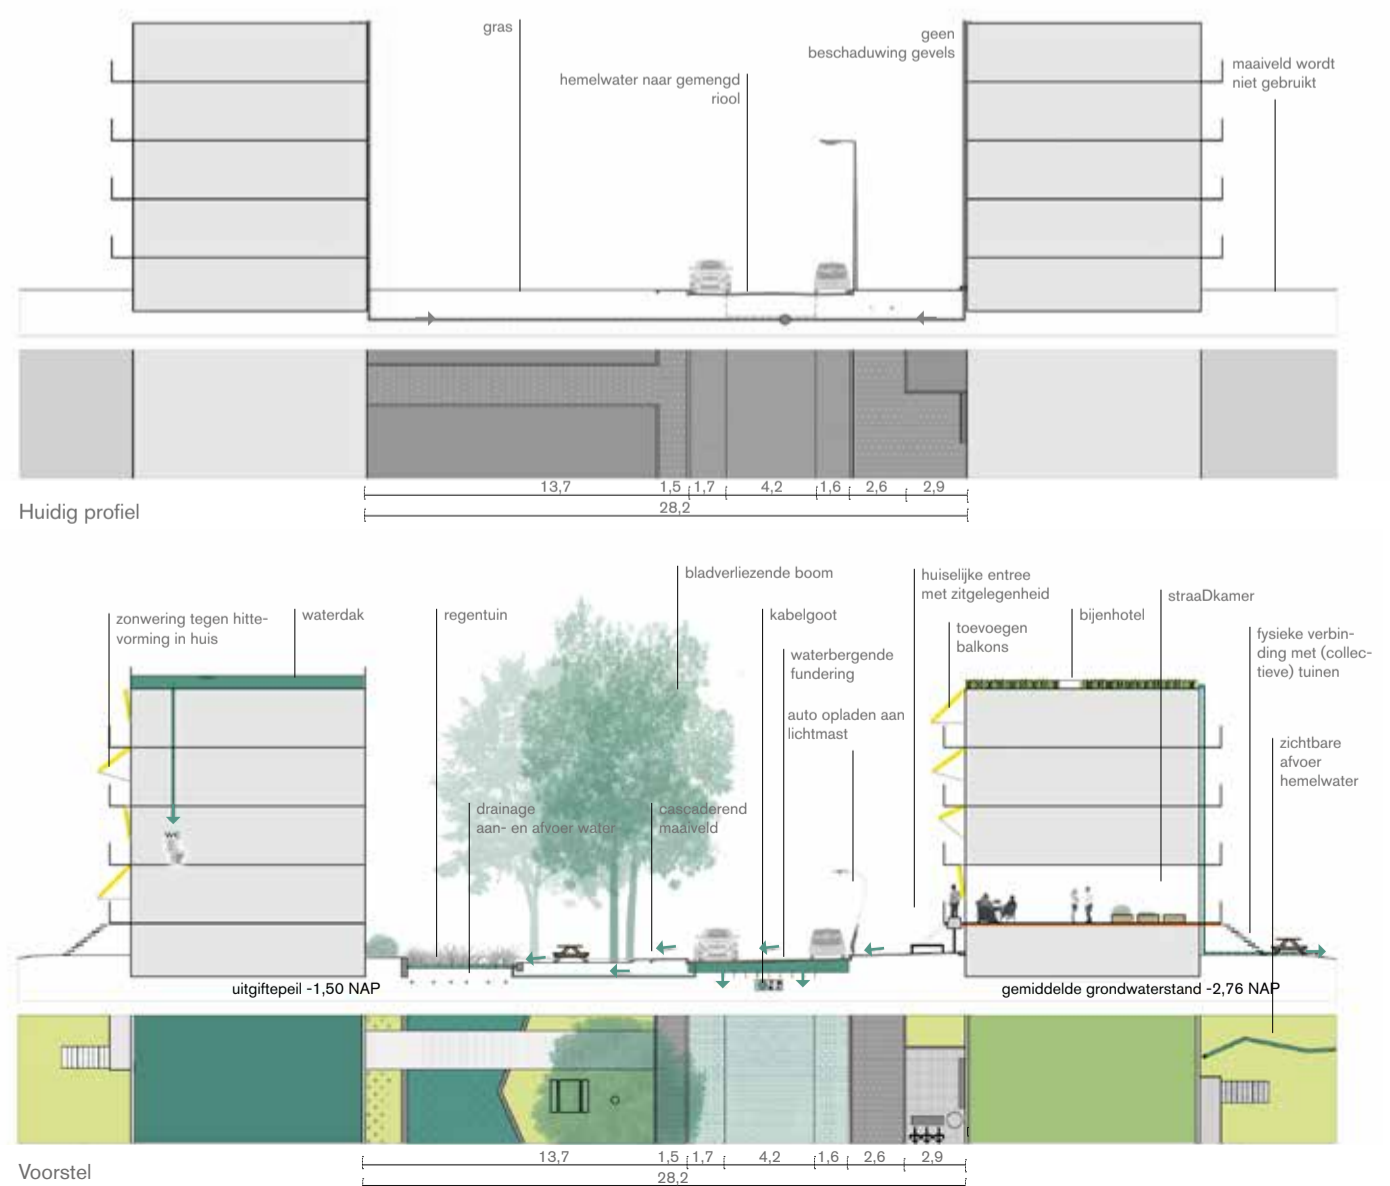 gras
geen
beschaduwing gevels
maaiveld wordt
niet gebruikt
hemelwater naar gemengd
riool
13,7
1,5
1,7
4,2
1,6
2,6
2,9
28,2
Huidig profiel
bladverliezende boom
huiselijke entree
met zitgelegenheid
straaDkamer
zonwering tegen hitte-
vorming in huis
waterdak
regentuin
kabelgoot
toevoegen
balkons
bijenhotel
fysieke verbin-
ding met (collec-
tieve) tuinen
waterbergende
fundering
auto opladen aan
lichtmast
zichtbare
afvoer
hemelwater
drainage
aan- en afvoer water
cascaderend
maaiveld
wc
uitgiftepeil -1,50 NAP
gemiddelde grondwaterstand -2,76 NAP
13,7
1,5
1,7
4,2
1,6
2,6
2,9
28,2
Voorstel